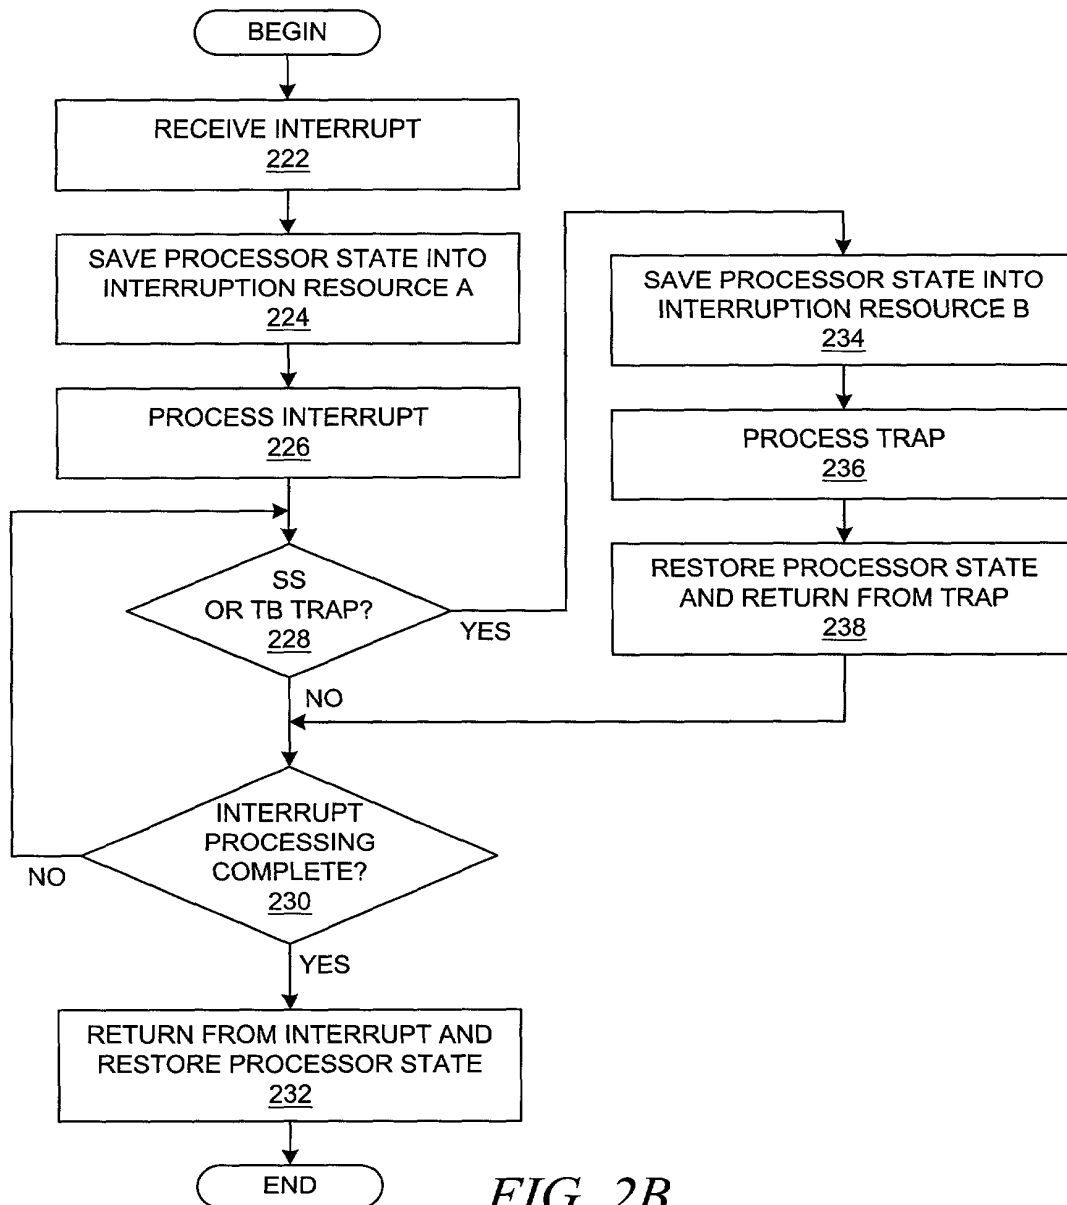 BEGIN
RECEIVE INTERRUPT
222
SAVE PROCESSOR STATE INTO
INTERRUPTION RESOURCE A
224
PROCESS INTERRUPT
226
SS
OR TB TRAP?
228
YES
NO
SAVE PROCESSOR STATE INTO
INTERRUPTION RESOURCE B
234
PROCESS TRAP
236
RESTORE PROCESSOR STATE
AND RETURN FROM TRAP
238
INTERRUPT
PROCESSING
COMPLETE?
230
NO
YES
RETURN FROM INTERRUPT AND
RESTORE PROCESSOR STATE
232
END
FIG. 2B